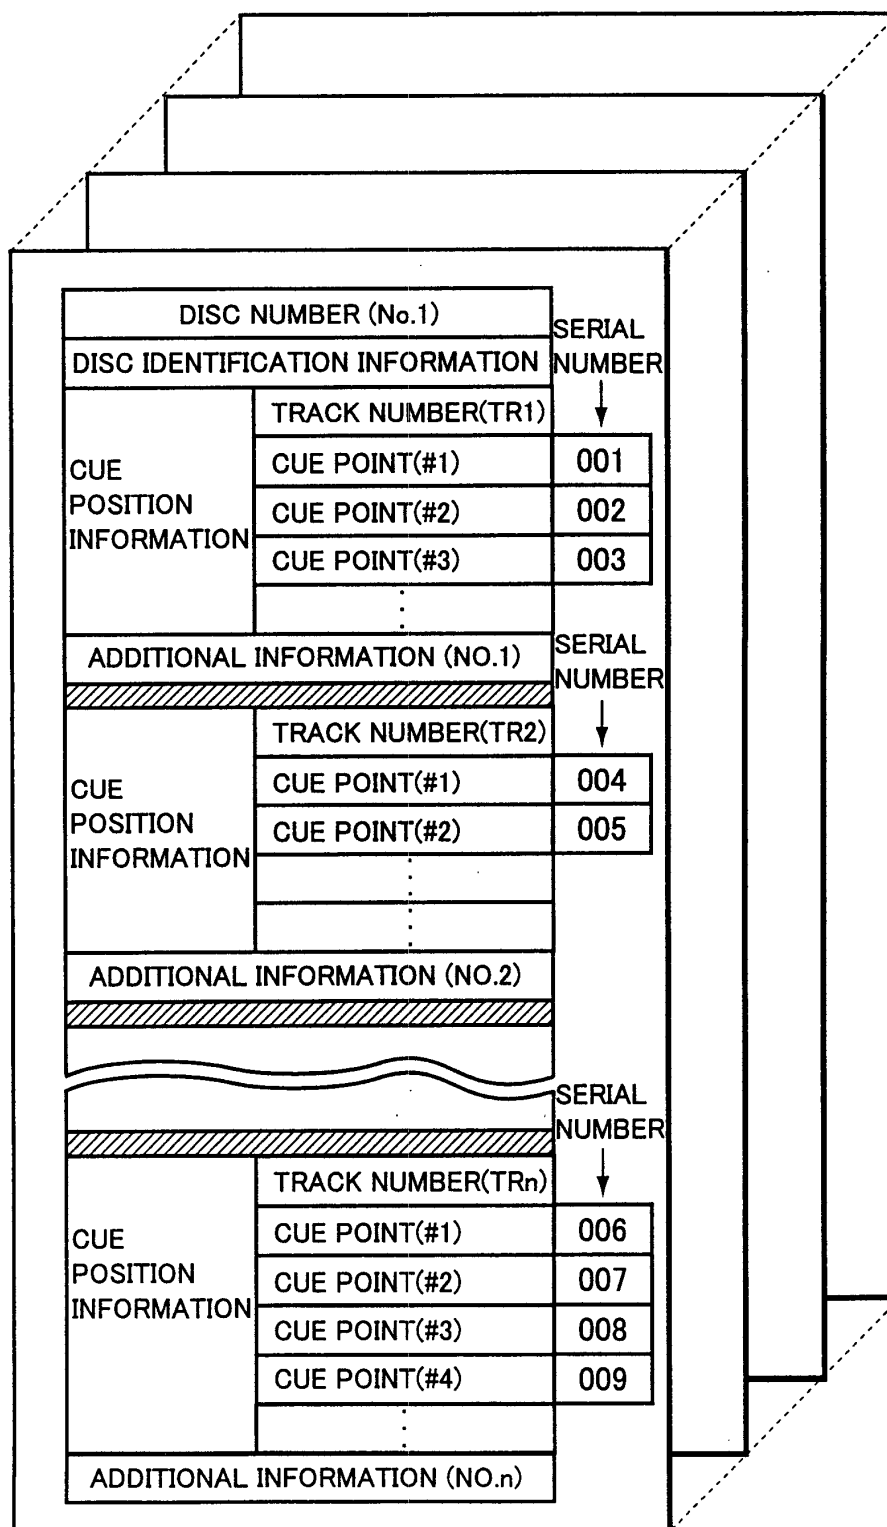 DISC NUMBER (No.1)
DISC IDENTIFICATION INFORMATION
SERIAL
NUMBER
CUE
POSITION
INFORMATION
TRACK NUMBER(TR1)
CUE POINT(#1) 001
CUE POINT(#2) 002
CUE POINT(#3) 003
ADDITIONAL INFORMATION (NO.1)
SERIAL
NUMBER
CUE
POSITION
INFORMATION
TRACK NUMBER(TR2)
CUE POINT(#1) 004
CUE POINT(#2) 005
ADDITIONAL INFORMATION (NO.2)
SERIAL
NUMBER
CUE
POSITION
INFORMATION
TRACK NUMBER(TRn)
CUE POINT(#1) 006
CUE POINT(#2) 007
CUE POINT(#3) 008
CUE POINT(#4) 009
ADDITIONAL INFORMATION (NO.n)